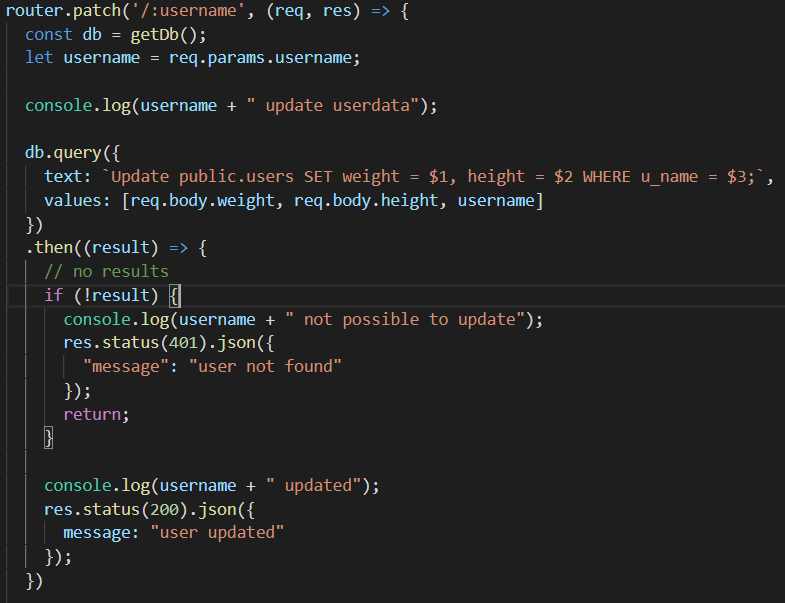 router.patch('/:username', (req, res) => {
  const db = getDb();
  let username = req.params.username;

  console.log(username + " update userdata");

  db.query({
    text: `Update public.users SET weight = $1, height = $2 WHERE u_name = $3;`,
    values: [req.body.weight, req.body.height, username]
  })
  .then((result) => {
    // no results
    if (!result) {
      console.log(username + " not possible to update");
      res.status(401).json({
        "message": "user not found"
      });
      return;
    }

    console.log(username + " updated");
    res.status(200).json({
      message: "user updated"
    });
  })